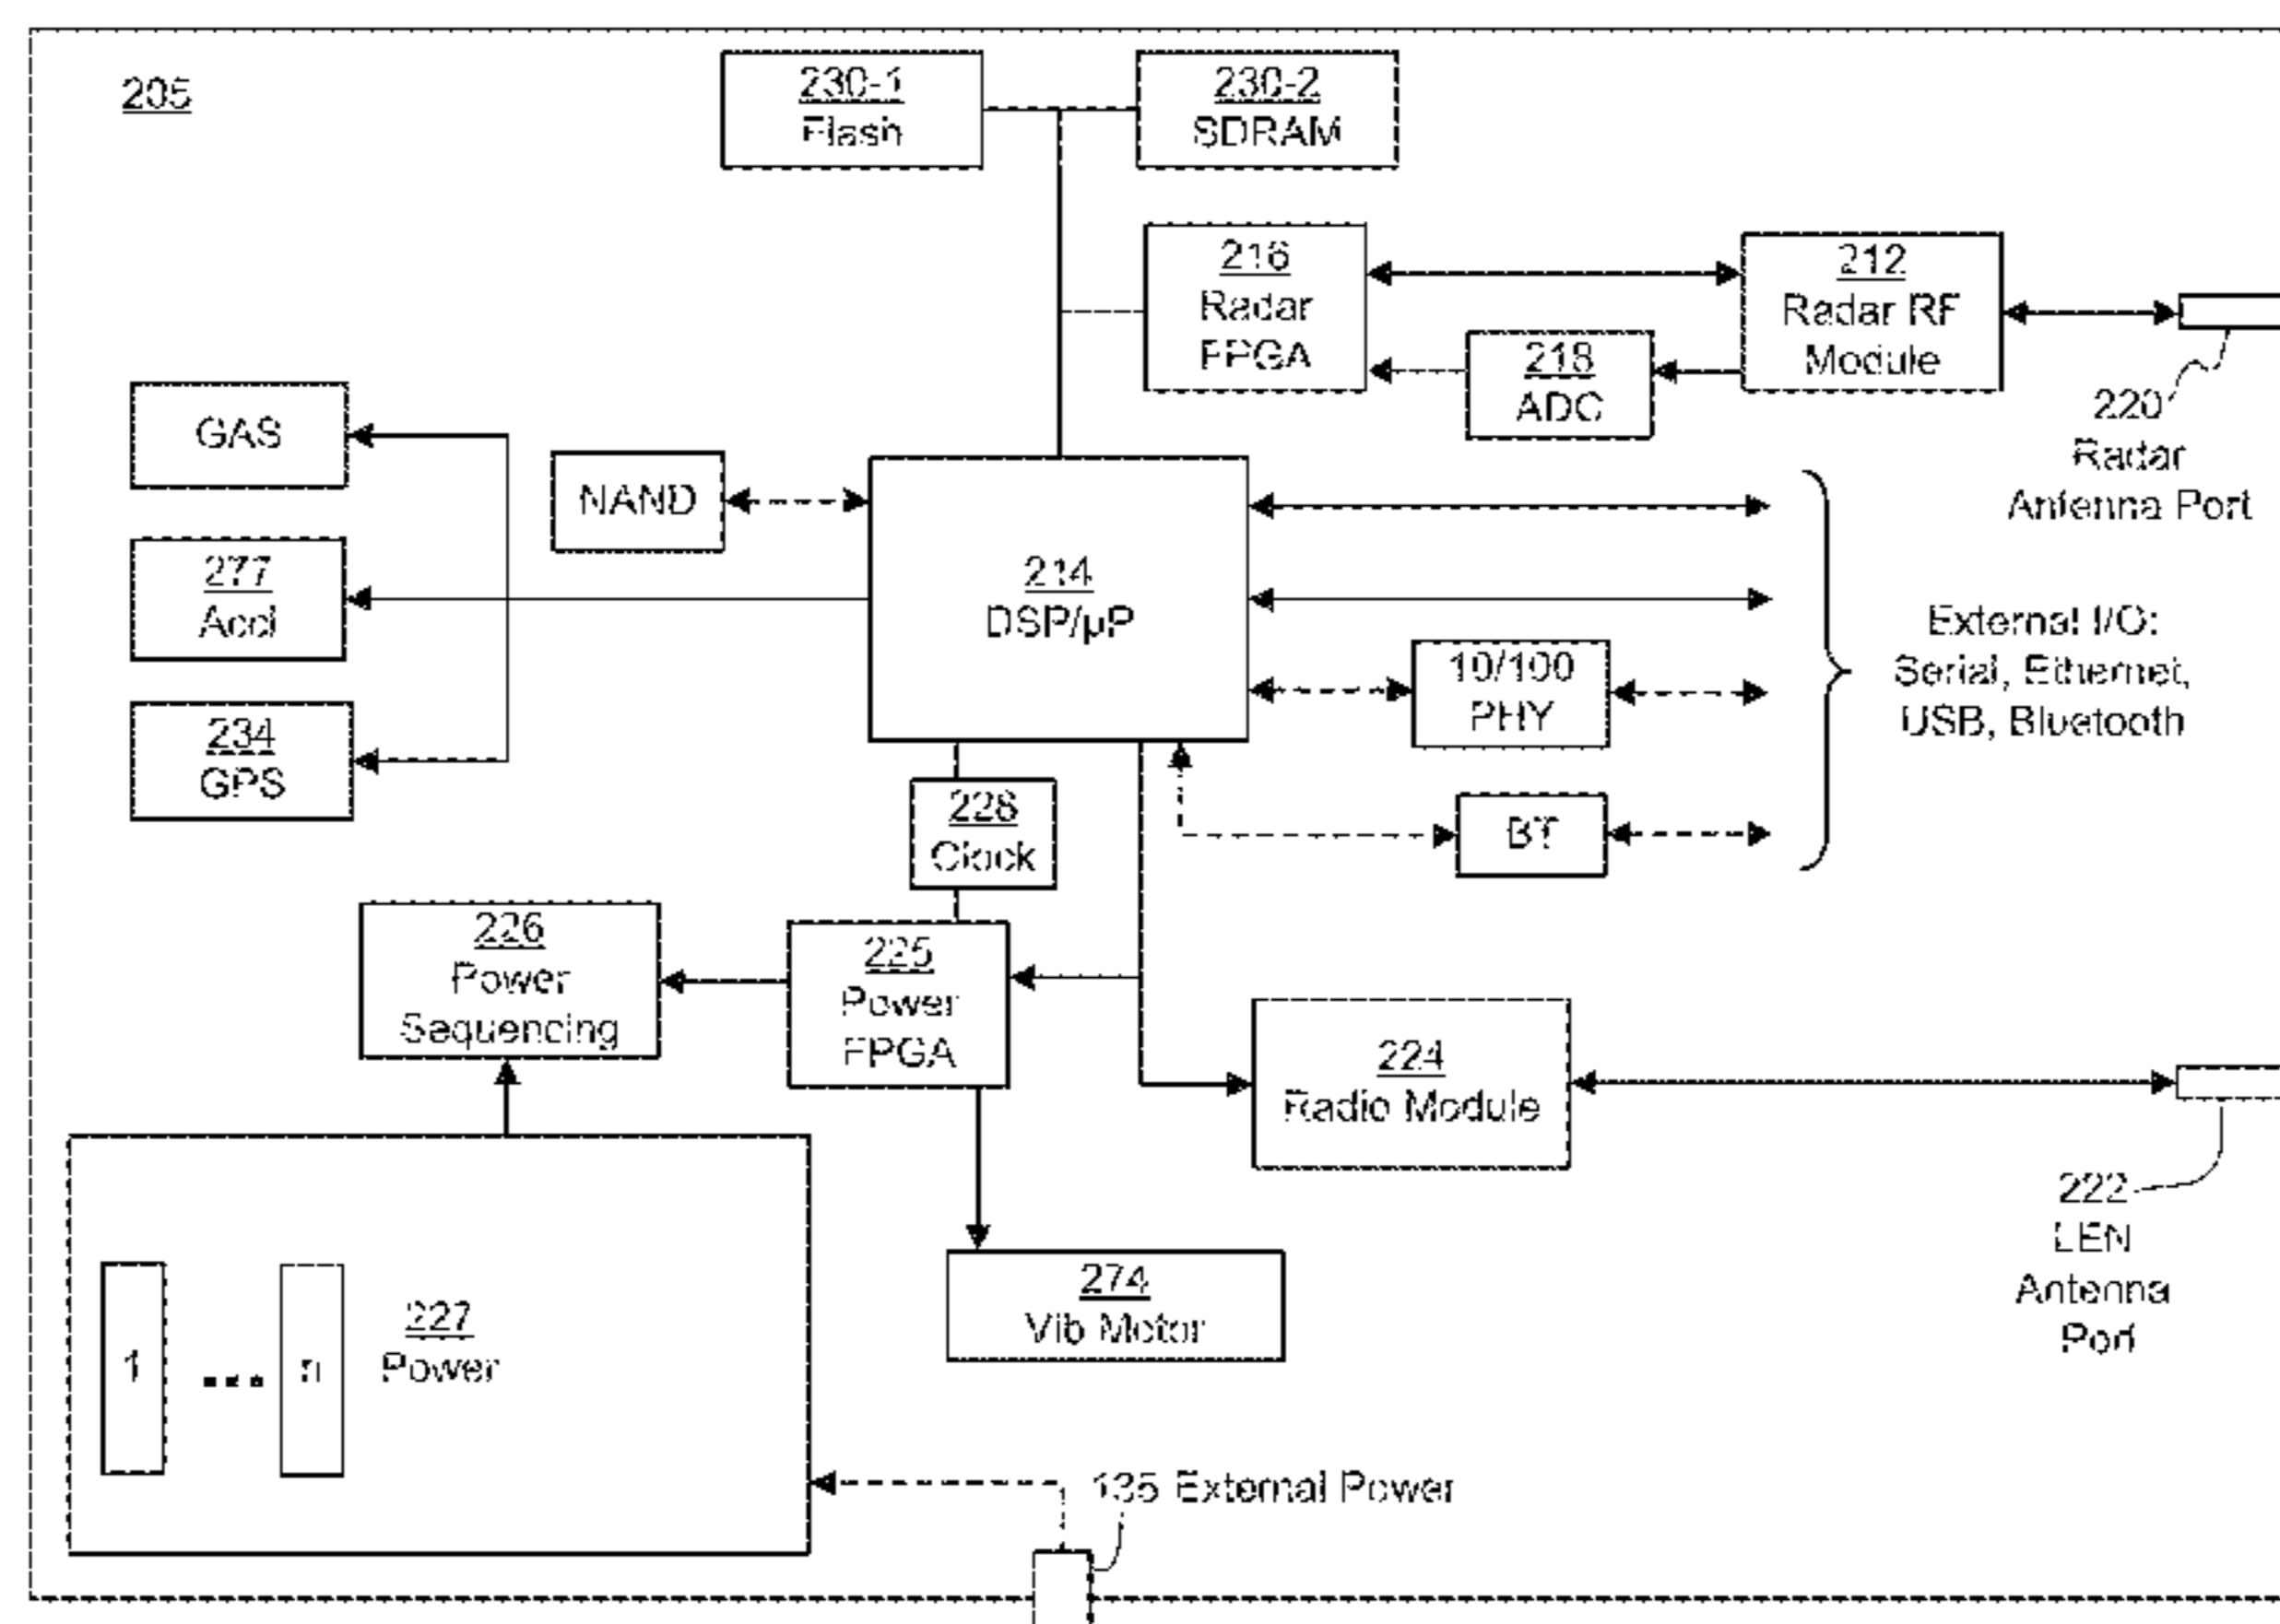 205
230-1
Flash
230-2
SDRAM
216
Radar
FPGA
212
Radar RF
Module
218
ADC
220
Radar
Antenna Port
GAS
NAND
277
Accl
214
DSP/µP
External I/O:
Serial, Ethernet,
USB, Bluetooth
10/100
PHY
234
GPS
228
Clock
BT
226
Power
Sequencing
225
Power
FPGA
224
Radio Module
222
LEN
Antenna
Port
274
Vib Motor
1
...
n
227
Power
135 External Power